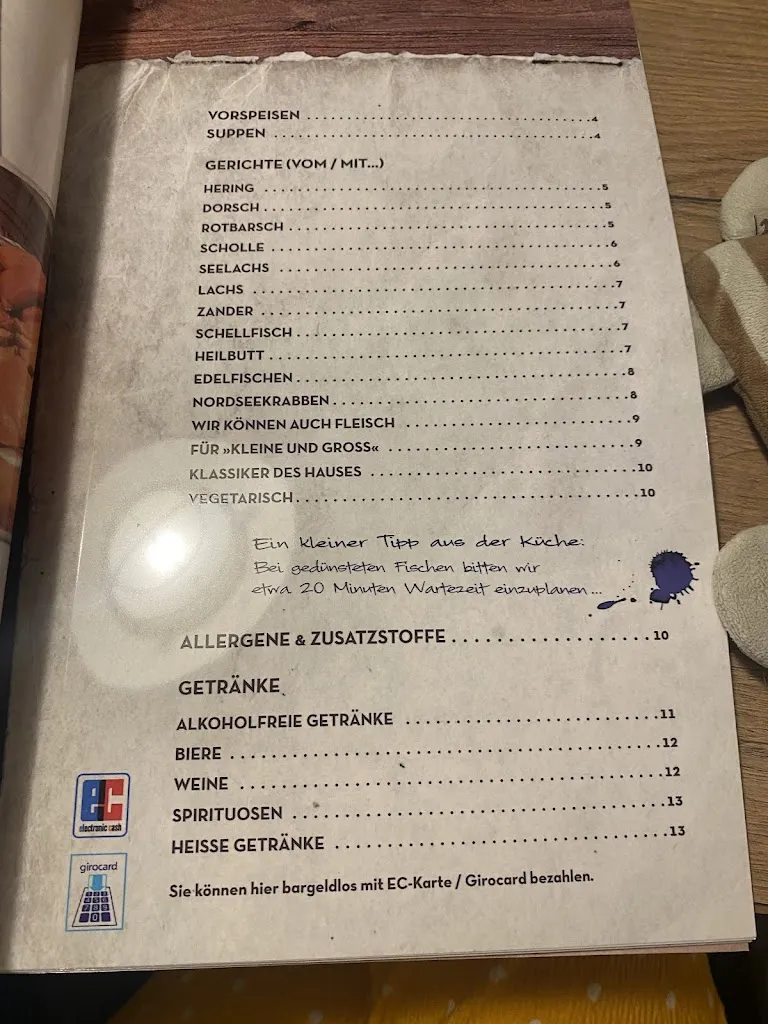 VORSPEISEN ........ 4
SUPPEN ........ 4
GERICHTE (VOM / MIT...)
HERING ........ 5
DORSCH ........ 5
ROTBARSCH ........ 5
SCHOLLE ........ 6
SEELACHS ........ 6
LACHS ........ 7
ZANDER ........ 7
SCHELLFISCH ........ 7
HEILBUTT ........ 7
EDELFISCHEN ........ 8
NORDSEEKRABBEN ........ 8
WIR KÖNNEN AUCH FLEISCH ........ 9
FÜR »KLEINE UND GROSS« ........ 9
KLASSIKER DES HAUSES ........ 10
VEGETARISCH ........ 10
Ein kleiner Tipp aus der Küche:
Bei gedünsteten Fischen bitten wir
etwa 20 Minuten Wartezeit einzuplanen...
ALLERGENE & ZUSATZSTOFFE ........ 10
GETRÄNKE
ALKOHOLFREIE GETRÄNKE ........ 11
BIERE ........ 12
WEINE ........ 12
SPIRITUOSEN ........ 13
HEISSE GETRÄNKE ........ 13
ec
electronic cash
girocard
Sie können hier bargeldlos mit EC-Karte / Girocard bezahlen.